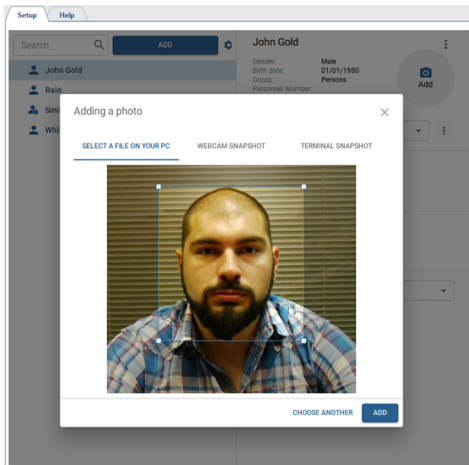 Setup Help
Search ADD John Gold
John Gold
Gender: Male
Birth date: 01/01/1980
Group: Persons
Personnel Number:
Add
Rain
Smi
Whi
Adding a photo
SELECT A FILE ON YOUR PC WEBCAM SNAPSHOT TERMINAL SNAPSHOT
CHOOSE ANOTHER ADD